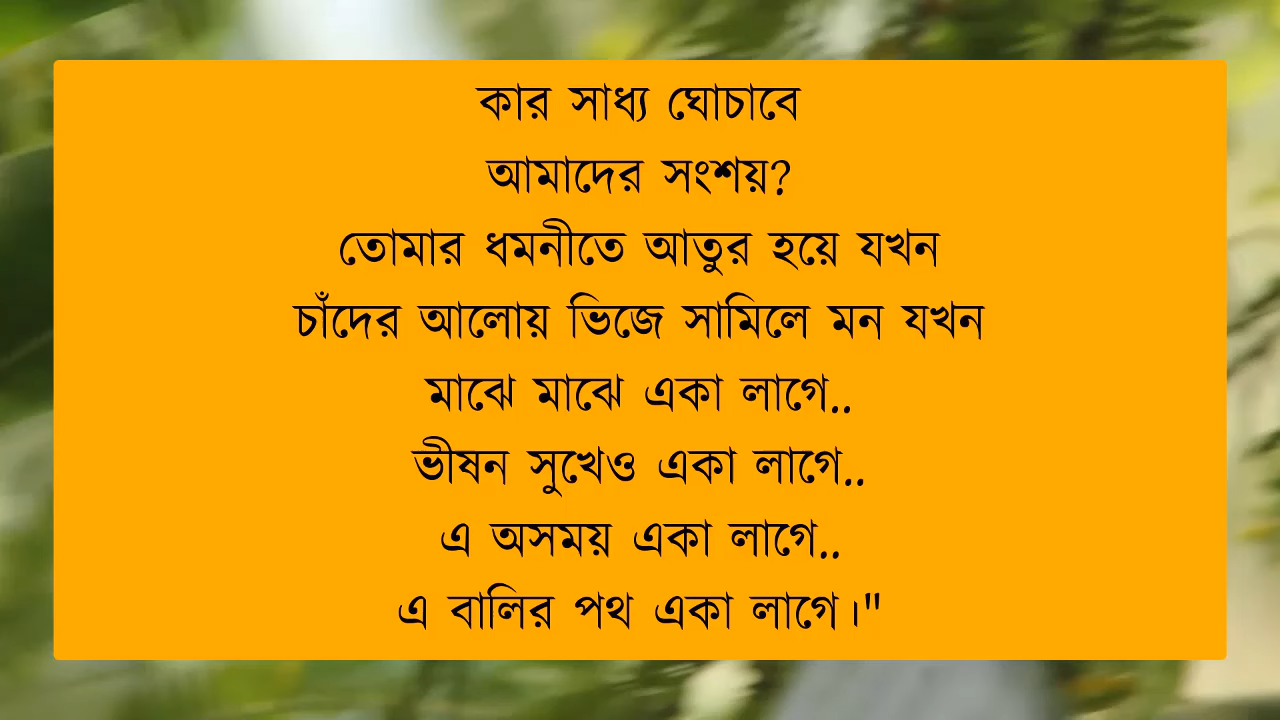 কার সাধ্য ঘোচাবে
আমাদের সংশয়?
তোমার ধমনীতে আতুর হয়ে যখন
চাঁদের আলোয় ভিজে সামিলে মন যখন
মাঝে মাঝে একা লাগে..
ভীষন সুখেও একা লাগে..
এ অসময় একা লাগে..
এ বালির পথ একা লাগে।"